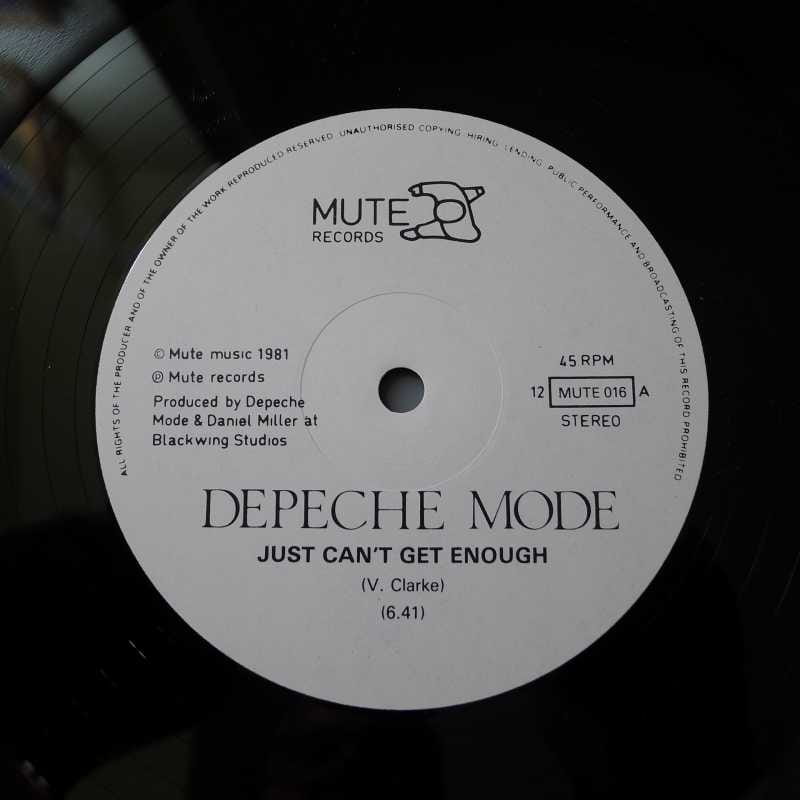 ALL RIGHTS OF THE PRODUCER AND OF THE OWNER OF THE WORK REPRODUCED RESERVED. UNAUTHORISED COPYING, HIRING, LENDING, PUBLIC PERFORMANCE AND BROADCASTING OF THIS RECORD PROHIBITED
MUTE
RECORDS
© Mute music 1981
℗ Mute records
Produced by Depeche
Mode & Daniel Miller at
Blackwing Studios
45 RPM
12 MUTE 016 A
STEREO
DEPECHE MODE
JUST CAN'T GET ENOUGH
(V. Clarke)
(6.41)